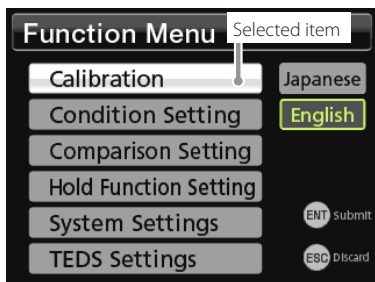 Function Menu
Selected item
Calibration
Japanese
Condition Setting
English
Comparison Setting
Hold Function Setting
System Settings
ENT Submit
TEDS Settings
ESC Discard